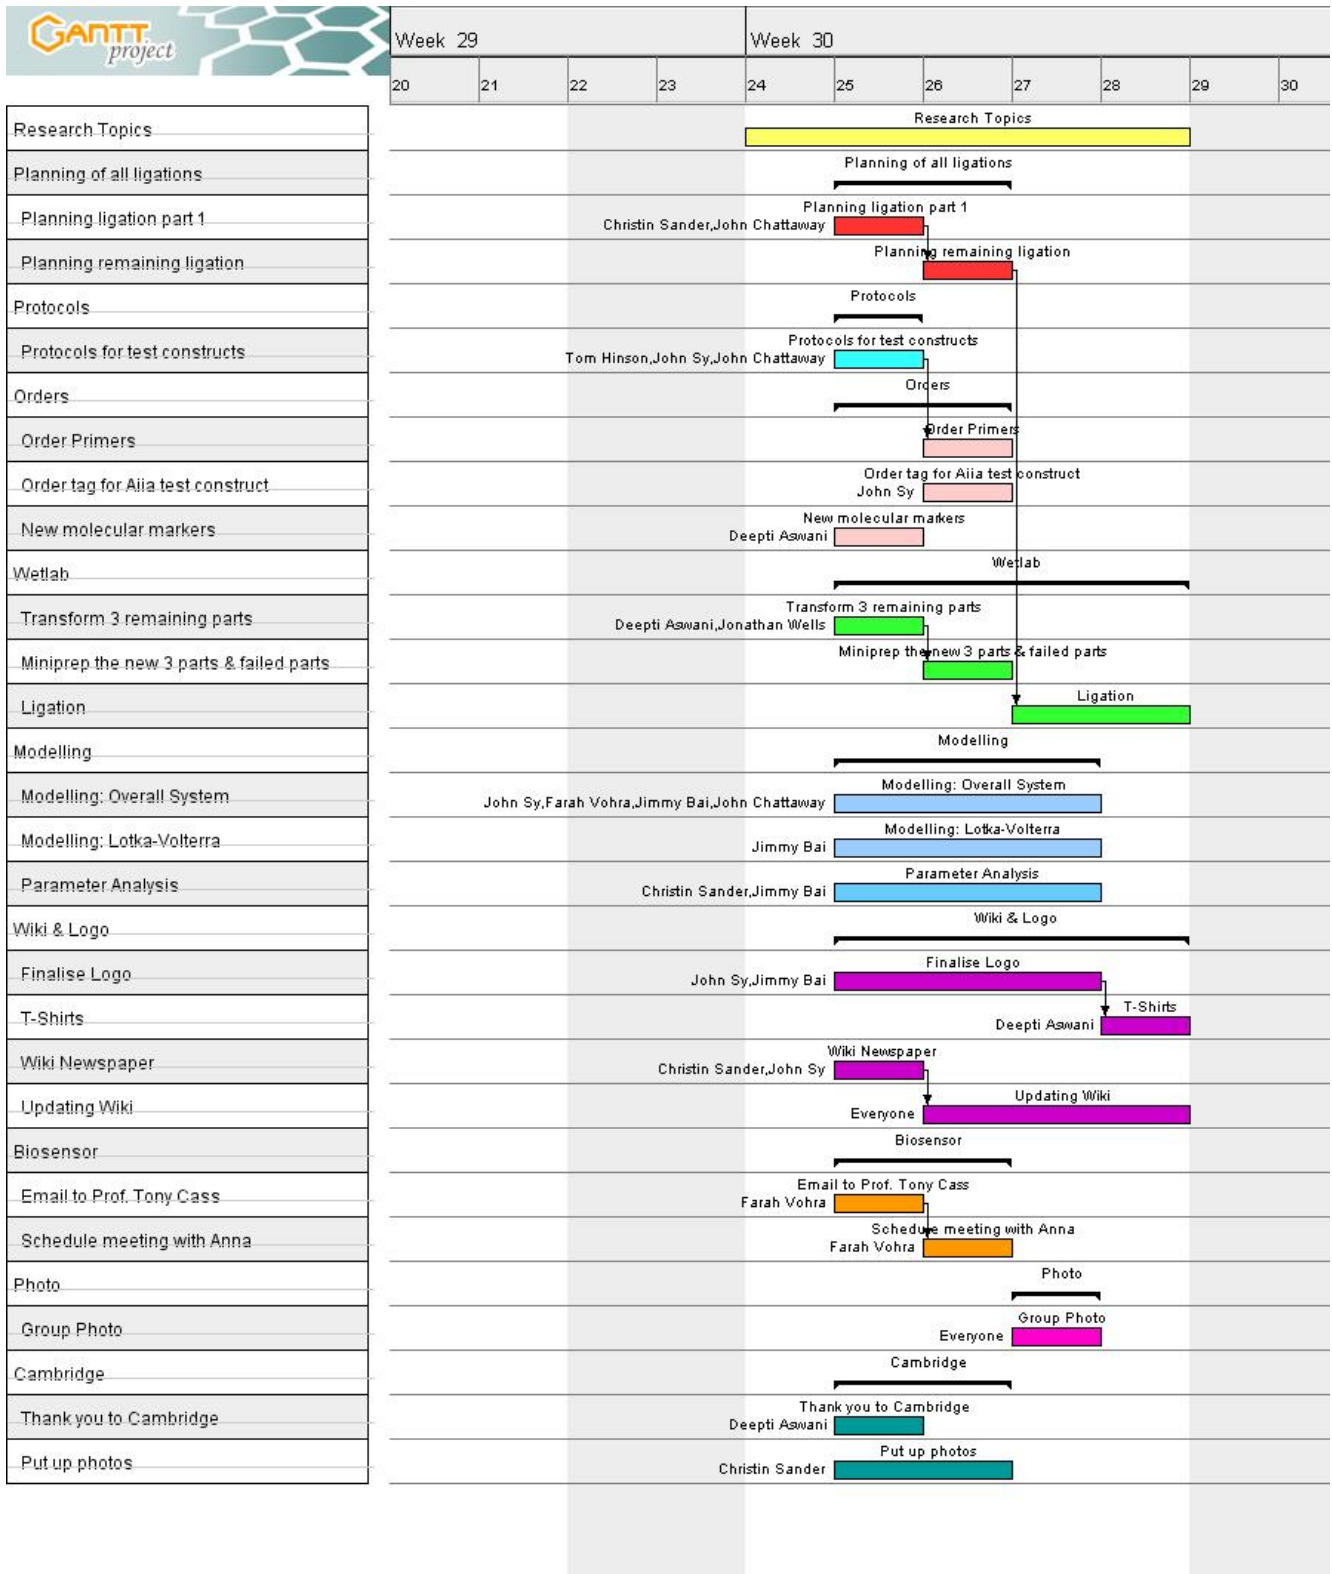 GANTT project
Week 29
Week 30
20 21 22 23 24 25 26 27 28 29 30
Research Topics
Research Topics
Planning of all ligations
Planning of all ligations
Planning ligation part 1
Planning ligation part 1
Christin Sander,John Chattaway
Planning remaining ligation
Planning remaining ligation
Protocols
Protocols
Protocols for test constructs
Protocols for test constructs
Tom Hinson,John Sy,John Chattaway
Orders
Orders
Order Primers
Order Primers
Order tag for Aiia test construct
Order tag for Aiia test construct
John Sy
New molecular markers
New molecular markers
Deepti Aswani
Wetlab
Wetlab
Transform 3 remaining parts
Transform 3 remaining parts
Deepti Aswani,Jonathan Wells
Miniprep the new 3 parts & failed parts
Miniprep the new 3 parts & failed parts
Ligation
Ligation
Modelling
Modelling
Modelling: Overall System
Modelling: Overall System
John Sy,Farah Vohra,Jimmy Bai,John Chattaway
Modelling: Lotka-Volterra
Modelling: Lotka-Volterra
Jimmy Bai
Parameter Analysis
Parameter Analysis
Christin Sander,Jimmy Bai
Wiki & Logo
Wiki & Logo
Finalise Logo
Finalise Logo
John Sy,Jimmy Bai
T-Shirts
T-Shirts
Deepti Aswani
Wiki Newspaper
Wiki Newspaper
Christin Sander,John Sy
Updating Wiki
Updating Wiki
Everyone
Biosensor
Biosensor
Email to Prof. Tony Cass
Email to Prof. Tony Cass
Farah Vohra
Schedule meeting with Anna
Schedule meeting with Anna
Farah Vohra
Photo
Photo
Group Photo
Group Photo
Everyone
Cambridge
Cambridge
Thank you to Cambridge
Thank you to Cambridge
Deepti Aswani
Put up photos
Put up photos
Christin Sander